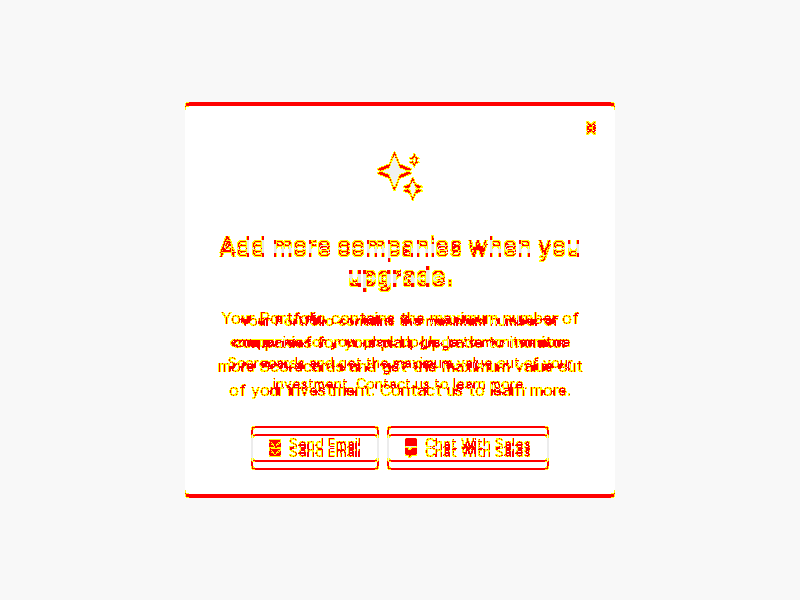 Add more companies when you
upgrade.
Your Portfolio contains the maximum number of
companies for your plan. Upgrade to monitor
more Scorecards and get the maximum value out
of your investment. Contact us to learn more.
Send Email
Chat With Sales